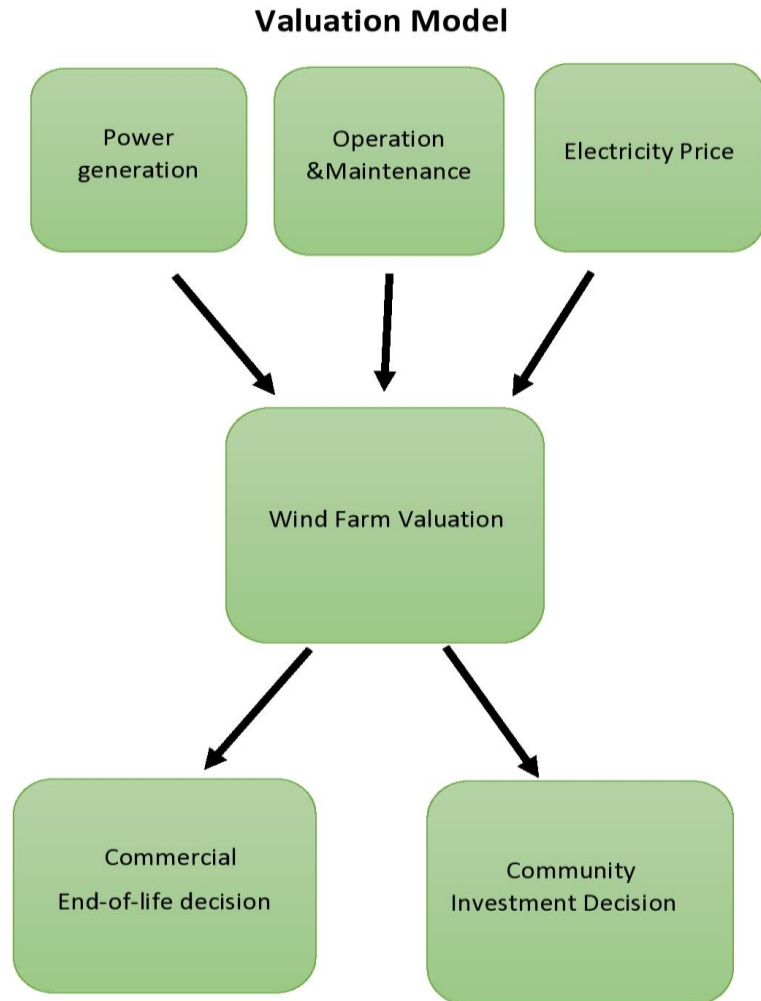 Valuation Model
Power
generation
Operation
&Maintenance
Electricity Price
Wind Farm Valuation
Commercial
End-of-life decision
Community
Investment Decision